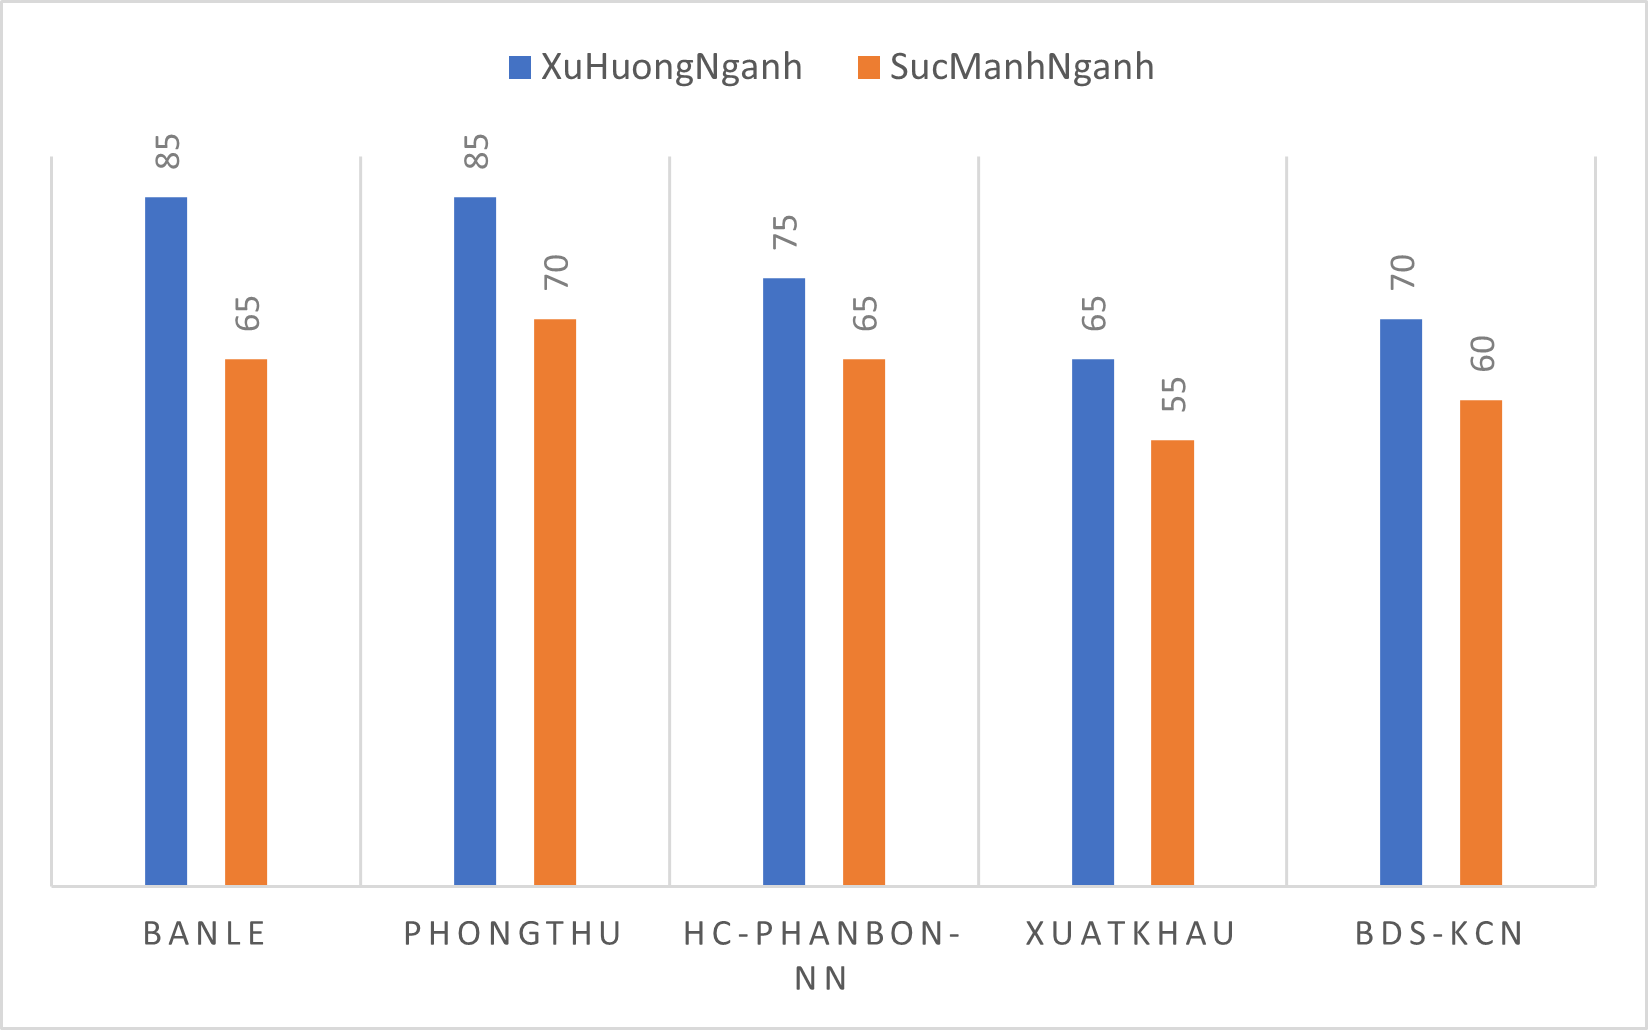 XuHuongNganh SucManhNganh
85 65 85 70 75 65 65 55 70 60
BANLE PHONGTHU HC-PHANBON-NN XUATKHAU BDS-KCN